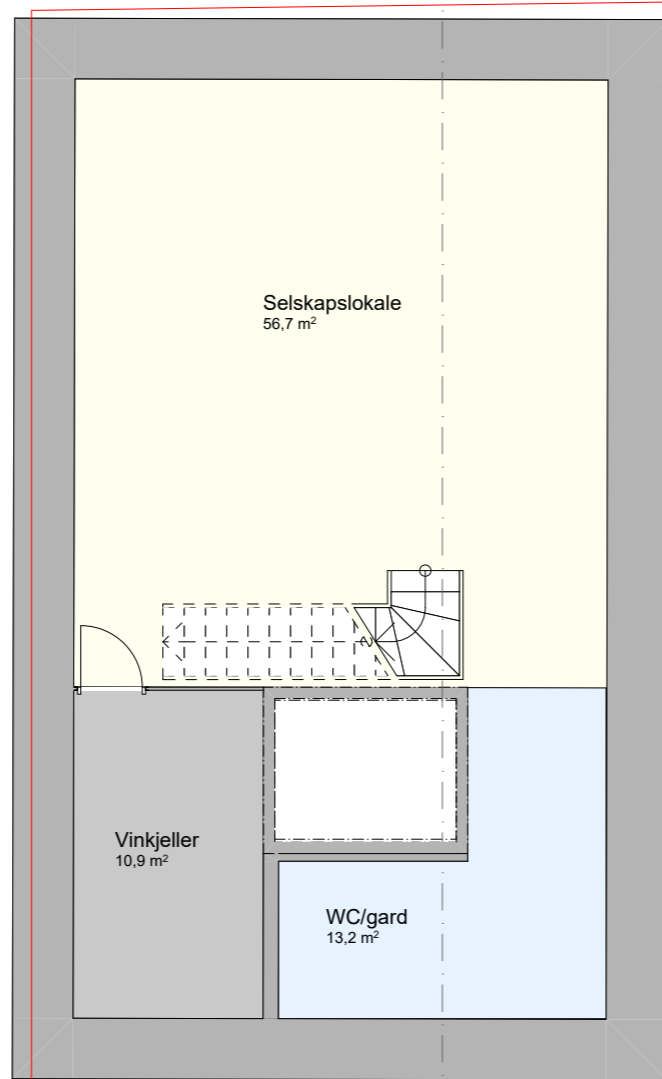 Selskapslokale
56,7 m²
Vinkjeller
10,9 m²
WC/gard
13,2 m²